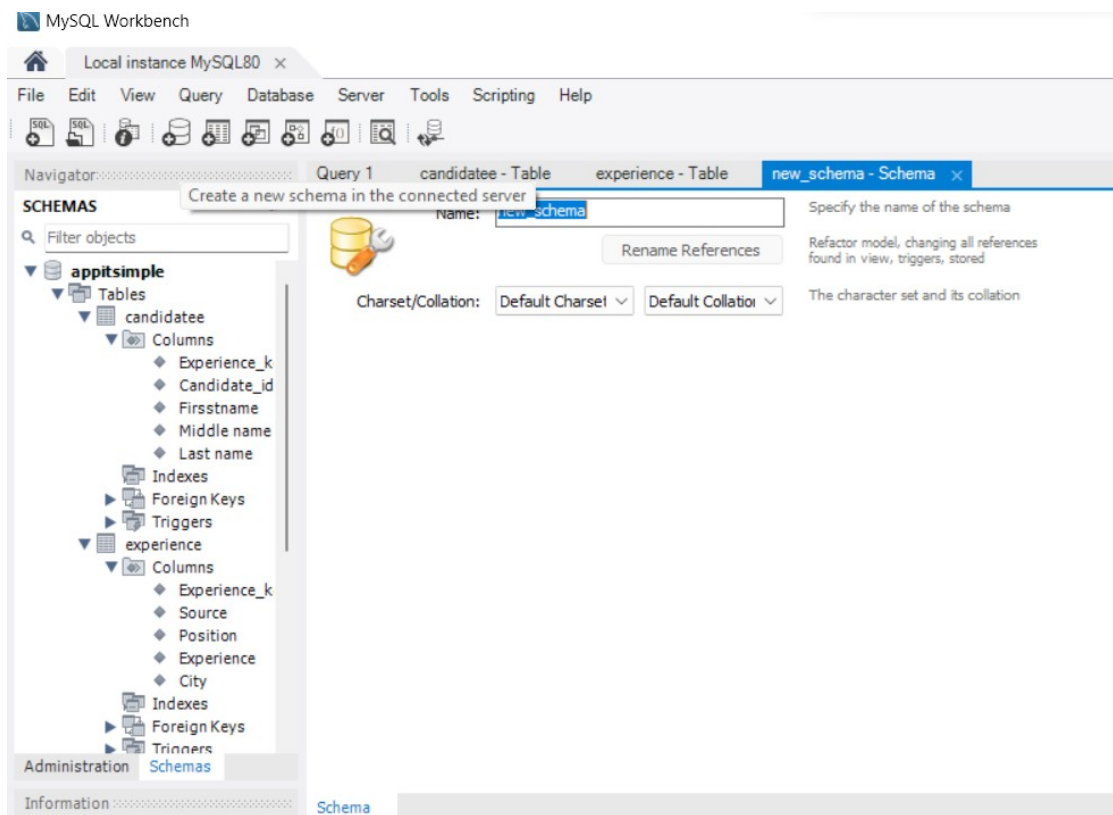 MySQL Workbench
Local instance MySQL80
File Edit View Query Database Server Tools Scripting Help
SQL SQL
Navigator
Query 1 candidatee - Table experience - Table new_schema - Schema
Create a new schema in the connected server
SCHEMAS
Name: new_schema
Specify the name of the schema
Filter objects
Rename References
Refactor model, changing all references
found in view, triggers, stored
Charset/Collation: Default Charset Default Collation
The character set and its collation
appitsimple
Tables
candidatee
Columns
Experience_k
Candidate_id
Firsstname
Middle name
Last name
Indexes
Foreign Keys
Triggers
experience
Columns
Experience_k
Source
Position
Experience
City
Indexes
Foreign Keys
Triggers
Administration Schemas
Information
Schema